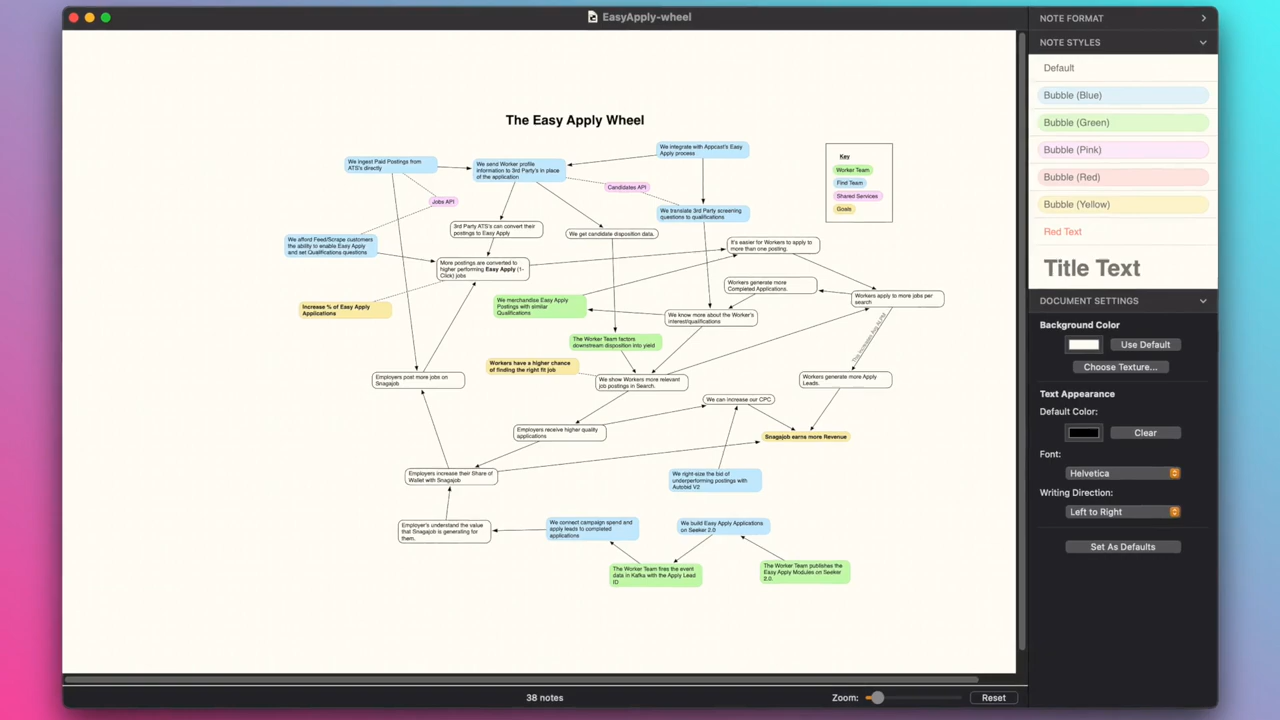 EasyApply-wheel
The Easy Apply Wheel
We ingest Paid Postings from
ATS's directly
We send Worker profile
information to 3rd Party's in place
of the application
We integrate with Appcast's Easy
Apply process
Key
Worker Team
Find Team
Shared Services
Goals
Candidates API
Jobs API
We translate 3rd Party screening
questions to qualifications
3rd Party ATS's can convert their
postings to Easy Apply
We get candidate disposition data.
We afford Feed/Scrape customers
the ability to enable Easy Apply
and set Qualifications questions
It's easier for Workers to apply to
more than one posting.
More postings are converted to
higher performing Easy Apply (1-
Click) jobs
Workers generate more
Completed Applications.
Workers apply to more jobs per
search
Increase % of Easy Apply
Applications
We merchandise Easy Apply
Postings with similar
Qualifications
We know more about the Worker's
interest/qualifications
The Worker Team factors
downstream disposition into yield
Workers have a higher chance
of finding the right fit job
Employers post more jobs on
Snagajob
We show Workers more relevant
job postings in Search.
Workers generate more Apply
Leads.
We can increase our CPC
Employers receive higher quality
applications
Snagajob earns more Revenue
Employers increase their Share of
Wallet with Snagajob
We right-size the bid of
underperforming postings with
Autobid V2
Employer's understand the value
that Snagajob is generating for
them.
We connect campaign spend and
apply leads to completed
applications
We build Easy Apply Applications
on Seeker 2.0
The Worker Team fires the event
data in Kafka with the Apply Lead
ID
The Worker Team publishes the
Easy Apply Modules on Seeker
2.0.
38 notes
Zoom:
Reset
NOTE FORMAT
NOTE STYLES
Default
Bubble (Blue)
Bubble (Green)
Bubble (Pink)
Bubble (Red)
Bubble (Yellow)
Red Text
Title Text
DOCUMENT SETTINGS
Background Color
Use Default
Choose Texture...
Text Appearance
Default Color:
Clear
Font:
Helvetica
Writing Direction:
Left to Right
Set As Defaults